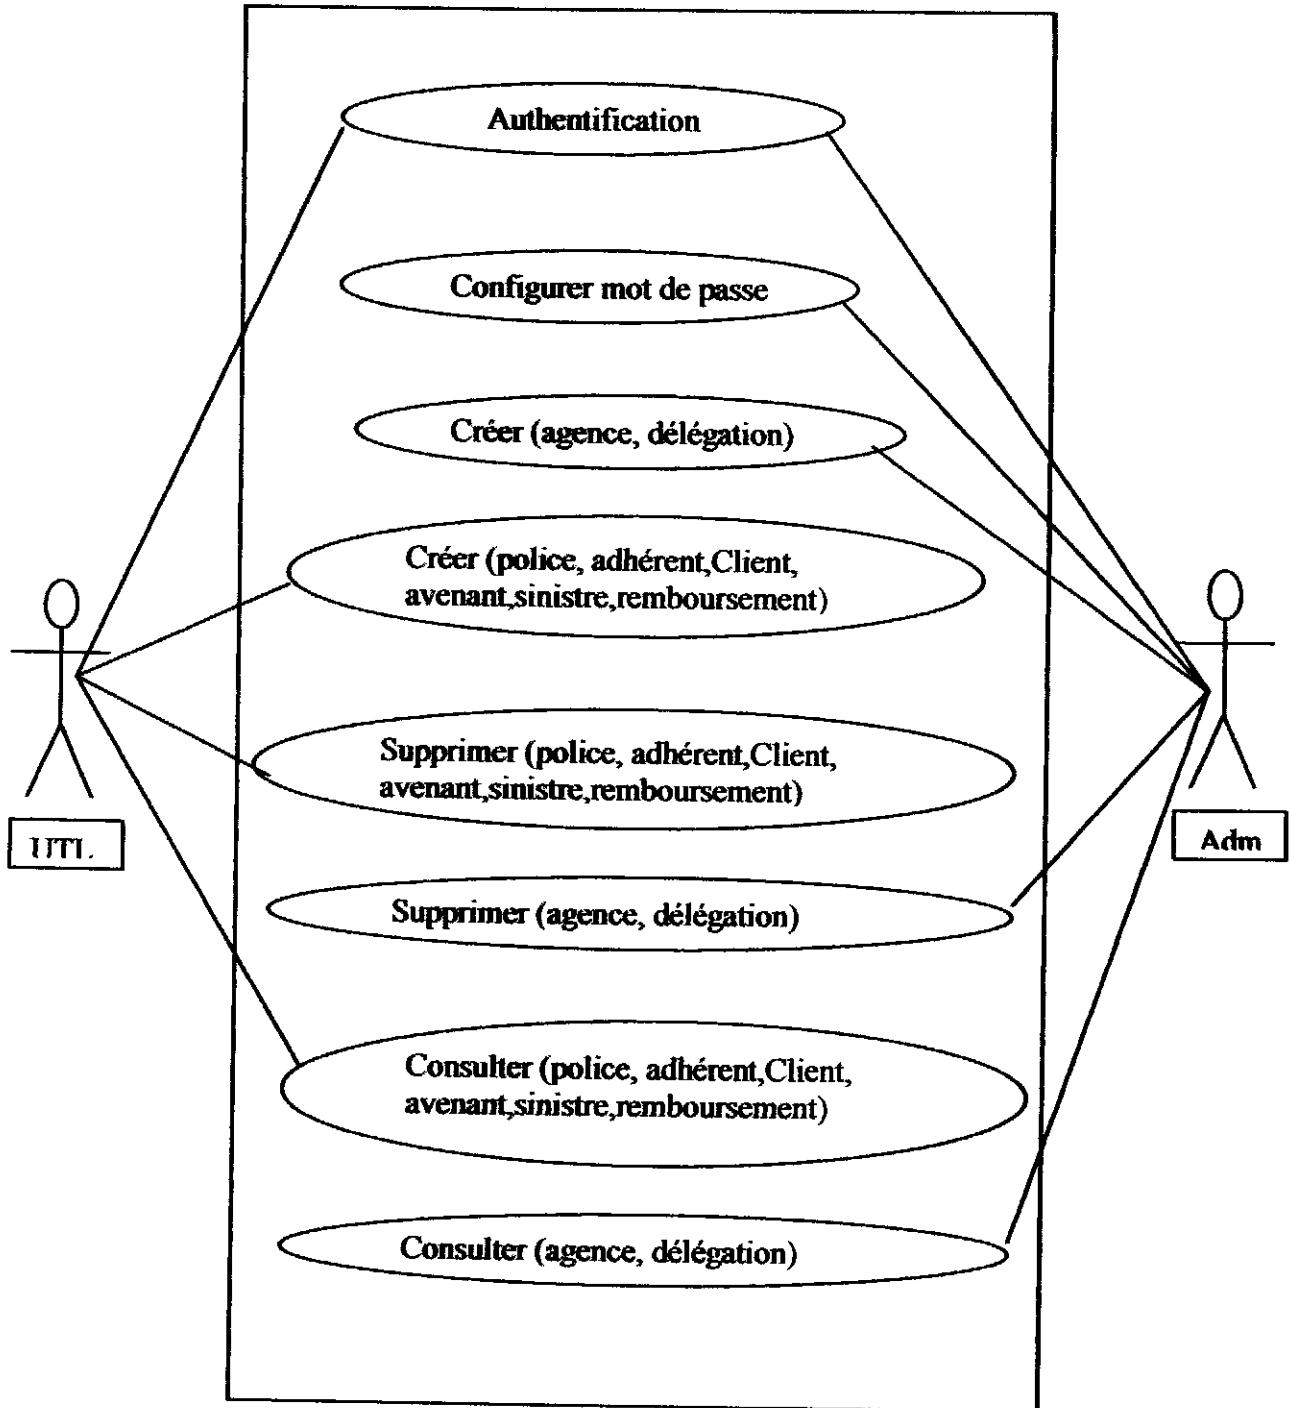 Authentification
Configurer mot de passe
Créer (agence, délégation)
Créer (police, adhérent,Client,
avenant,sinistre,remboursement)
Supprimer (police, adhérent,Client,
avenant,sinistre,remboursement)
UTL
Adm
Supprimer (agence, délégation)
Consulter (police, adhérent,Client,
avenant,sinistre,remboursement)
Consulter (agence, délégation)